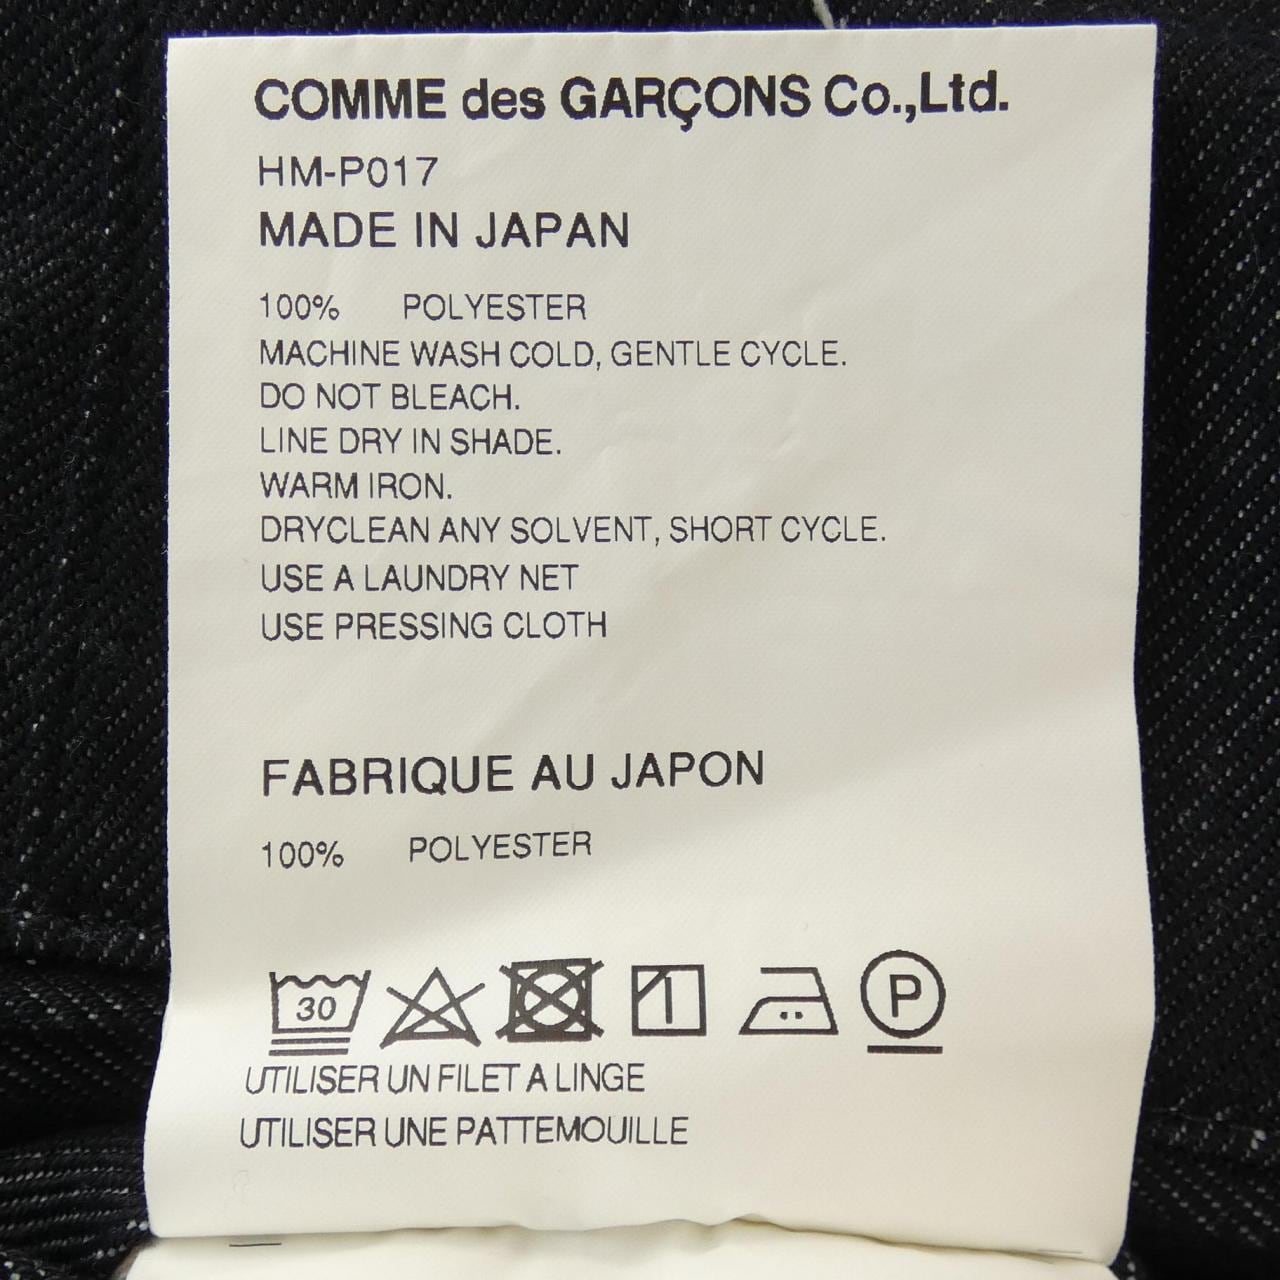 COMME des GARÇONS Co.,Ltd.
HM-P017
MADE IN JAPAN
100% POLYESTER
MACHINE WASH COLD, GENTLE CYCLE.
DO NOT BLEACH.
LINE DRY IN SHADE.
WARM IRON.
DRYCLEAN ANY SOLVENT, SHORT CYCLE.
USE A LAUNDRY NET
USE PRESSING CLOTH
FABRIQUE AU JAPON
100% POLYESTER
30 P
UTILISER UN FILET A LINGE
UTILISER UNE PATTEMOUILLE